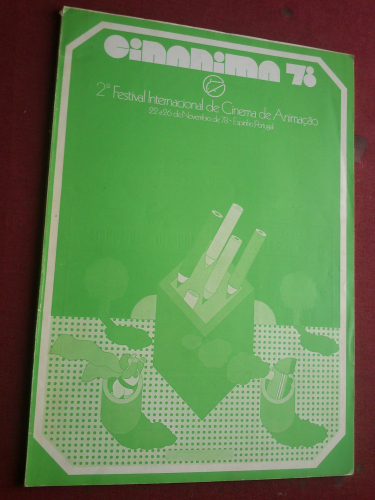 cinanima 78
2º Festival Internacional de Cinema de Animação
22 a 26 de Novembro de 78 - Espinho Portugal